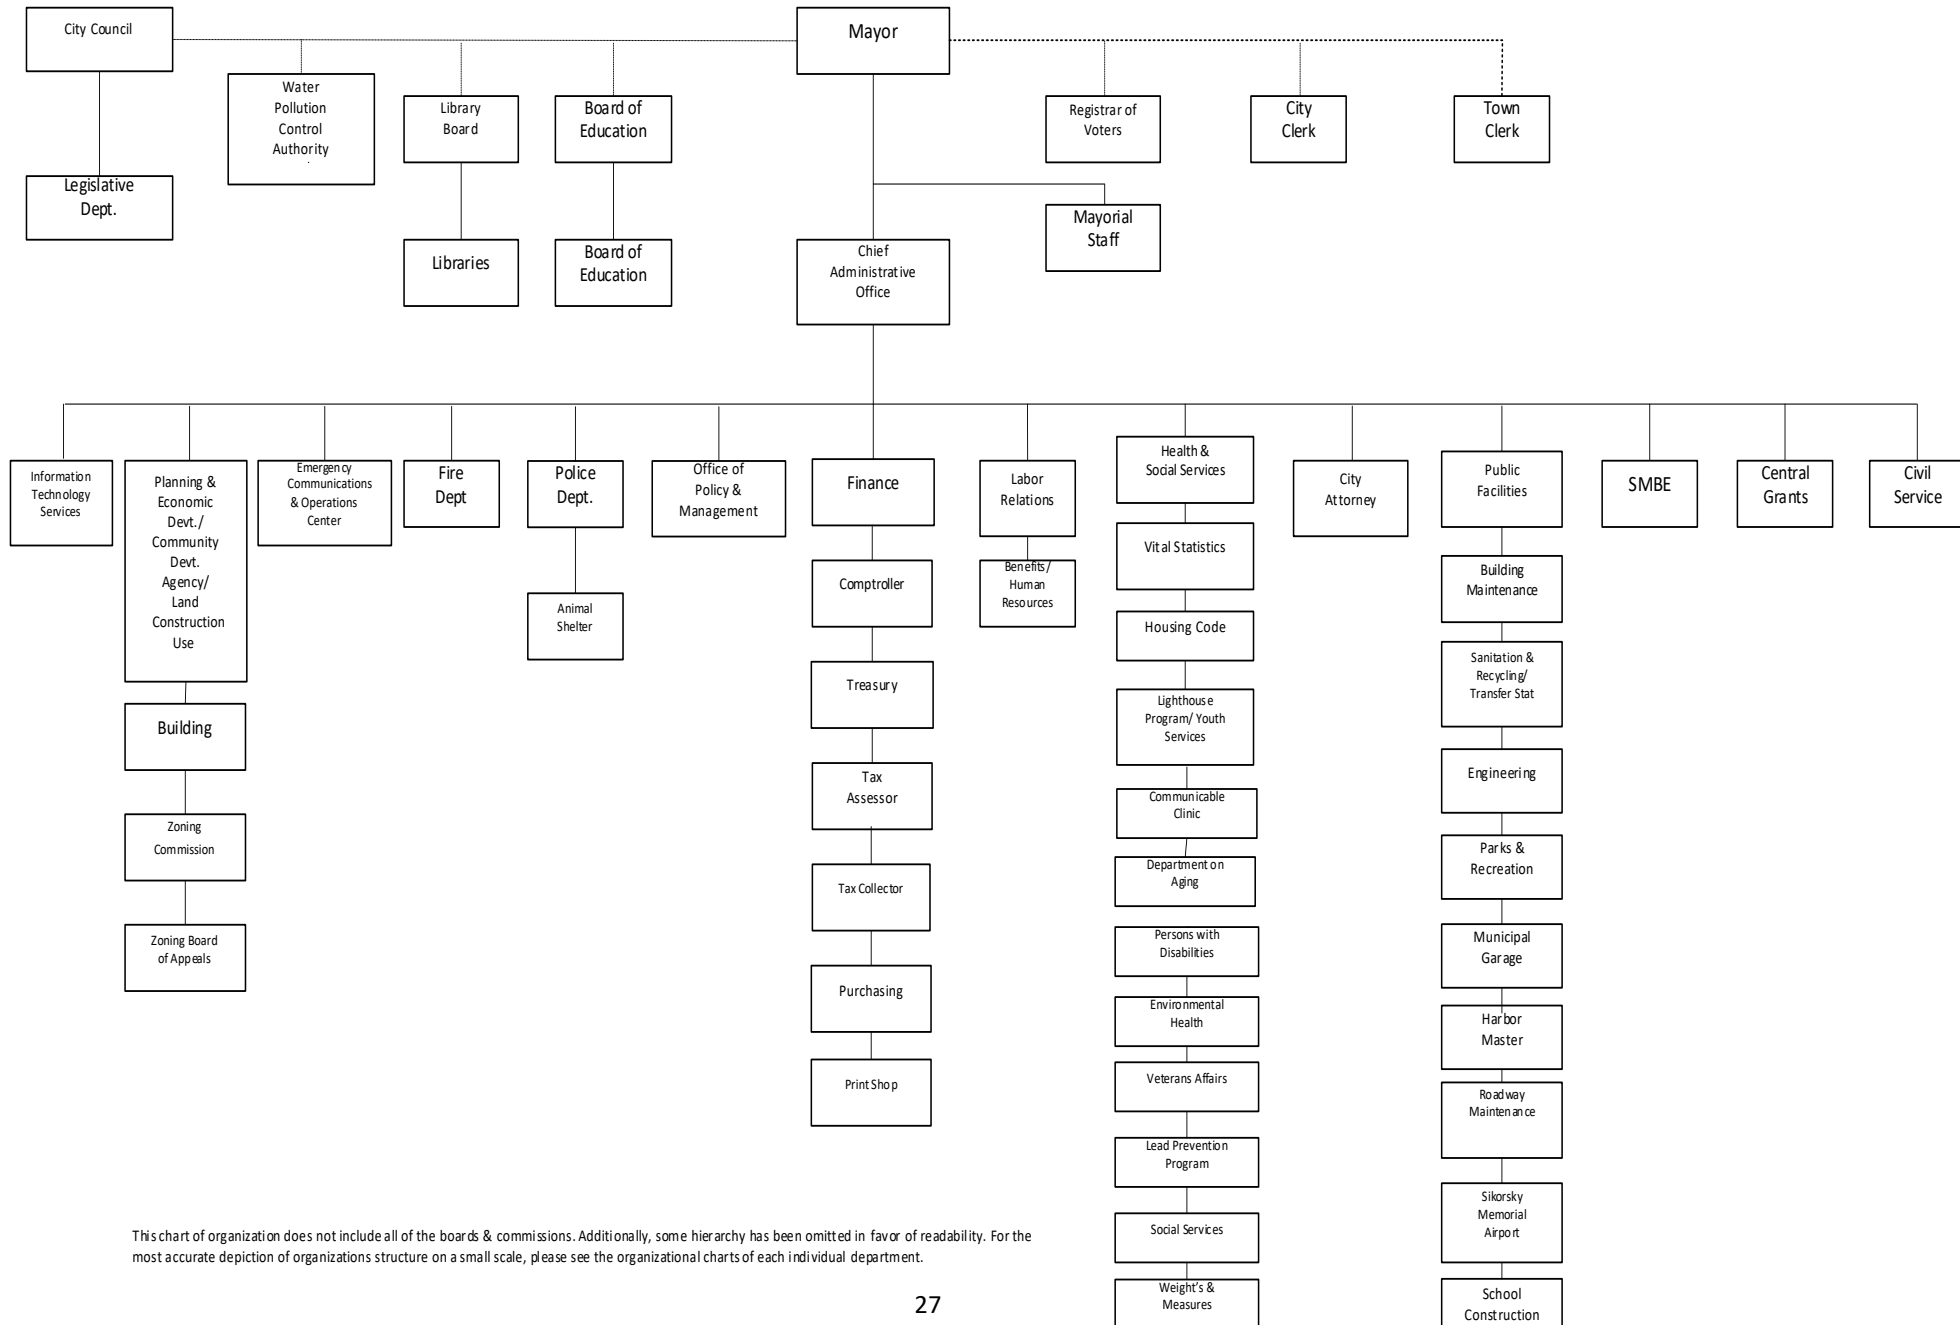 City Council
Mayor
Water
Pollution
Control
Authority
.
Library
Board
Board of
Education
Registrar of
Voters
City
Clerk
Town
Clerk
Legislative
Dept.
Libraries
Board of
Education
Chief
Administrative
Office
Mayorial
Staff
Information
Technology
Services
Planning &
Economic
Devt./
Community
Devt.
Agency/
Land
Construction
Use
Building
Zoning
Commission
Zoning Board
of Appeals
Emergency
Communications
& Operations
Center
Fire
Dept
Police
Dept.
Animal
Shelter
Office of
Policy &
Management
Finance
Comptroller
Treasury
Tax
Assessor
Tax Collector
Purchasing
Print Shop
Labor
Relations
Benefits/
Human
Resources
Health &
Social Services
Vital Statistics
Housing Code
Lighthouse
Program/ Youth
Services
Communicable
Clinic
Department on
Aging
Persons with
Disabilities
Environmental
Health
Veterans Affairs
Lead Prevention
Program
Social Services
Weight's &
Measures
City
Attorney
Public
Facilities
Building
Maintenance
Sanitation &
Recycling/
Transfer Stat
Engineering
Parks &
Recreation
Municipal
Garage
Harbor
Master
Roadway
Maintenance
Sikorsky
Memorial
Airport
School
Construction
SMBE
Central
Grants
Civil
Service
This chart of organization does not include all of the boards & commissions. Additionally, some hierarchy has been omitted in favor of readability. For the
most accurate depiction of organizations structure on a small scale, please see the organizational charts of each individual department.
27